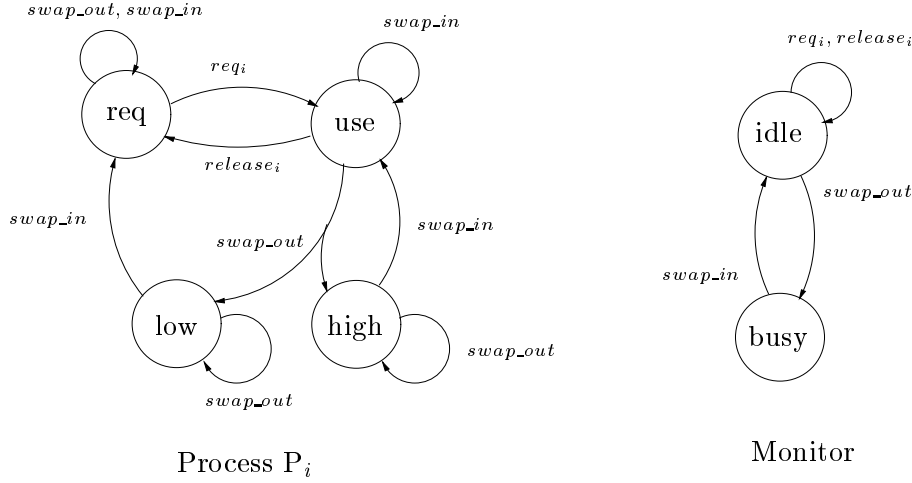 swap_out, swap_in
swap_in
req_i, release_i
req_i
req
use
idle
release_i
swap_out
swap_in
swap_out
swap_in
swap_in
low
high
busy
swap_out
swap_out
Process P_i
Monitor